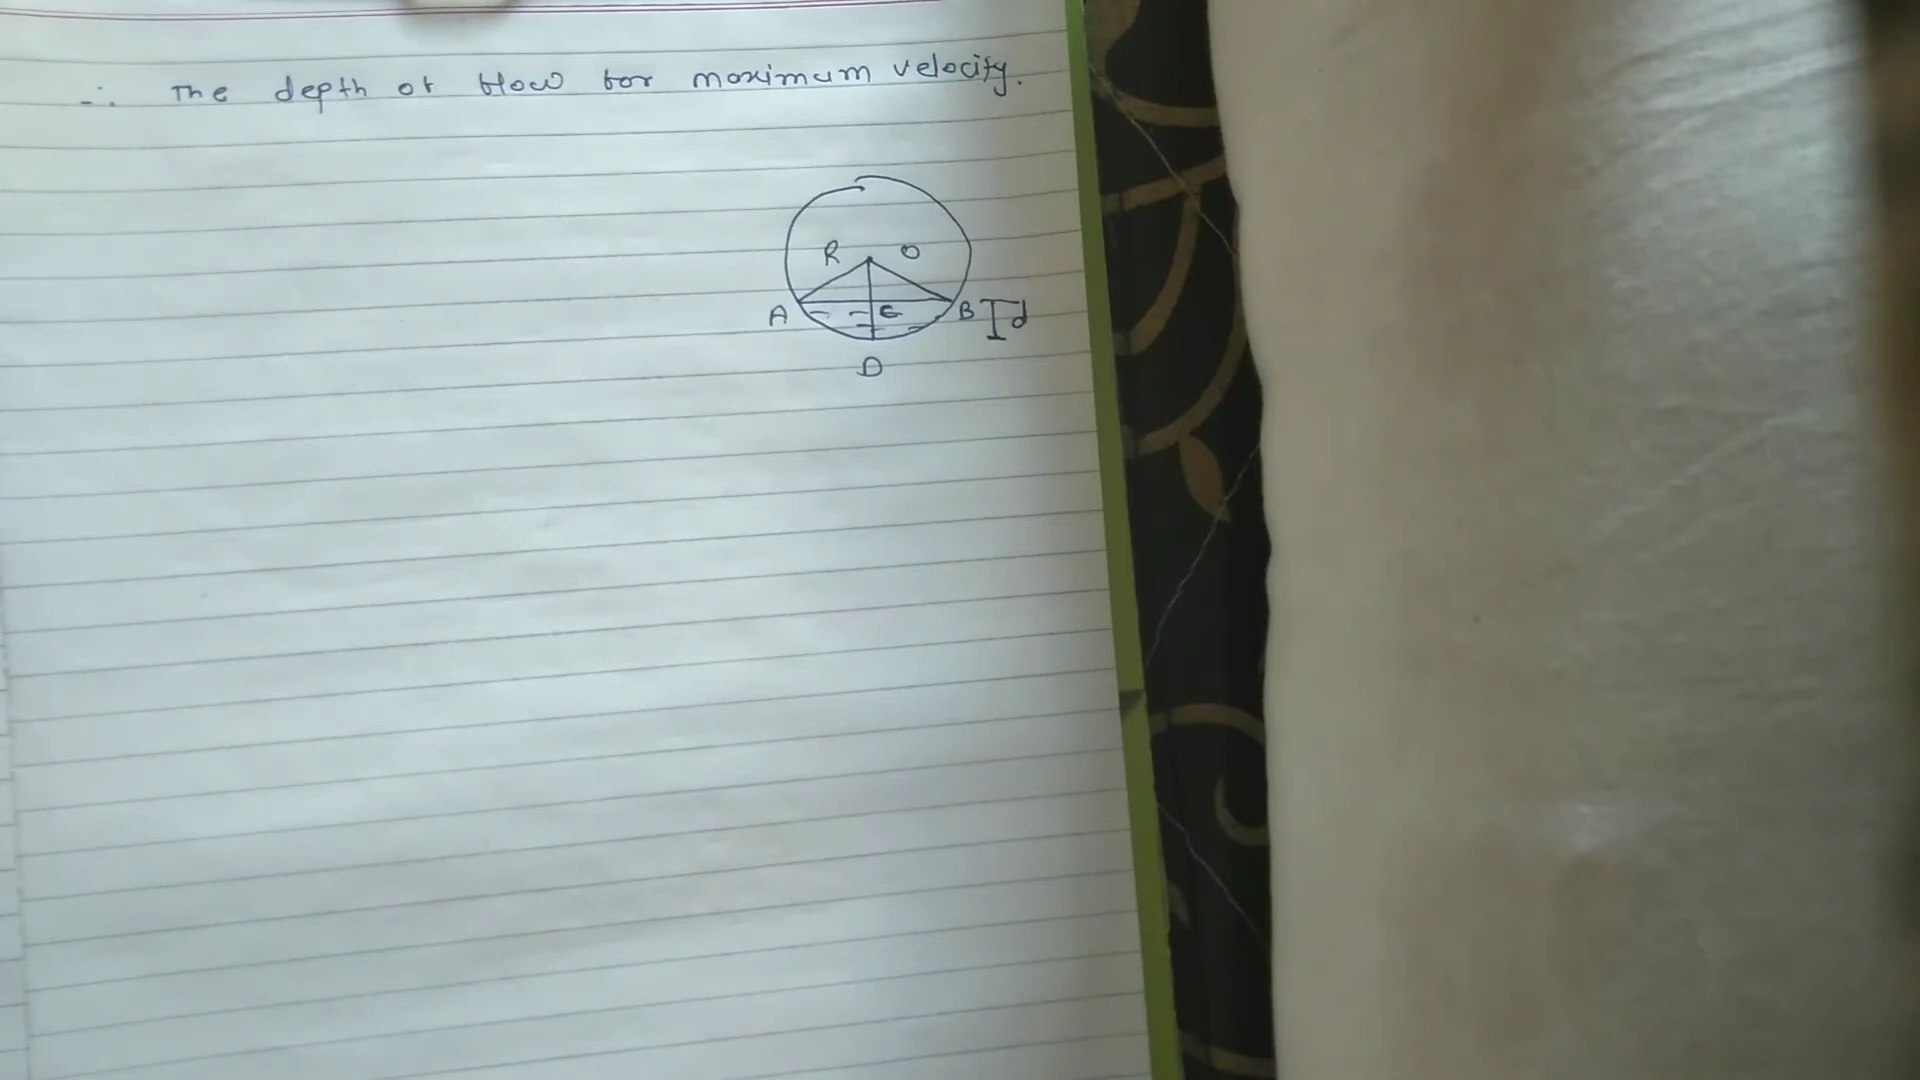 ∴ The depth of flow for maximum velocity.
R O
A C B d
D